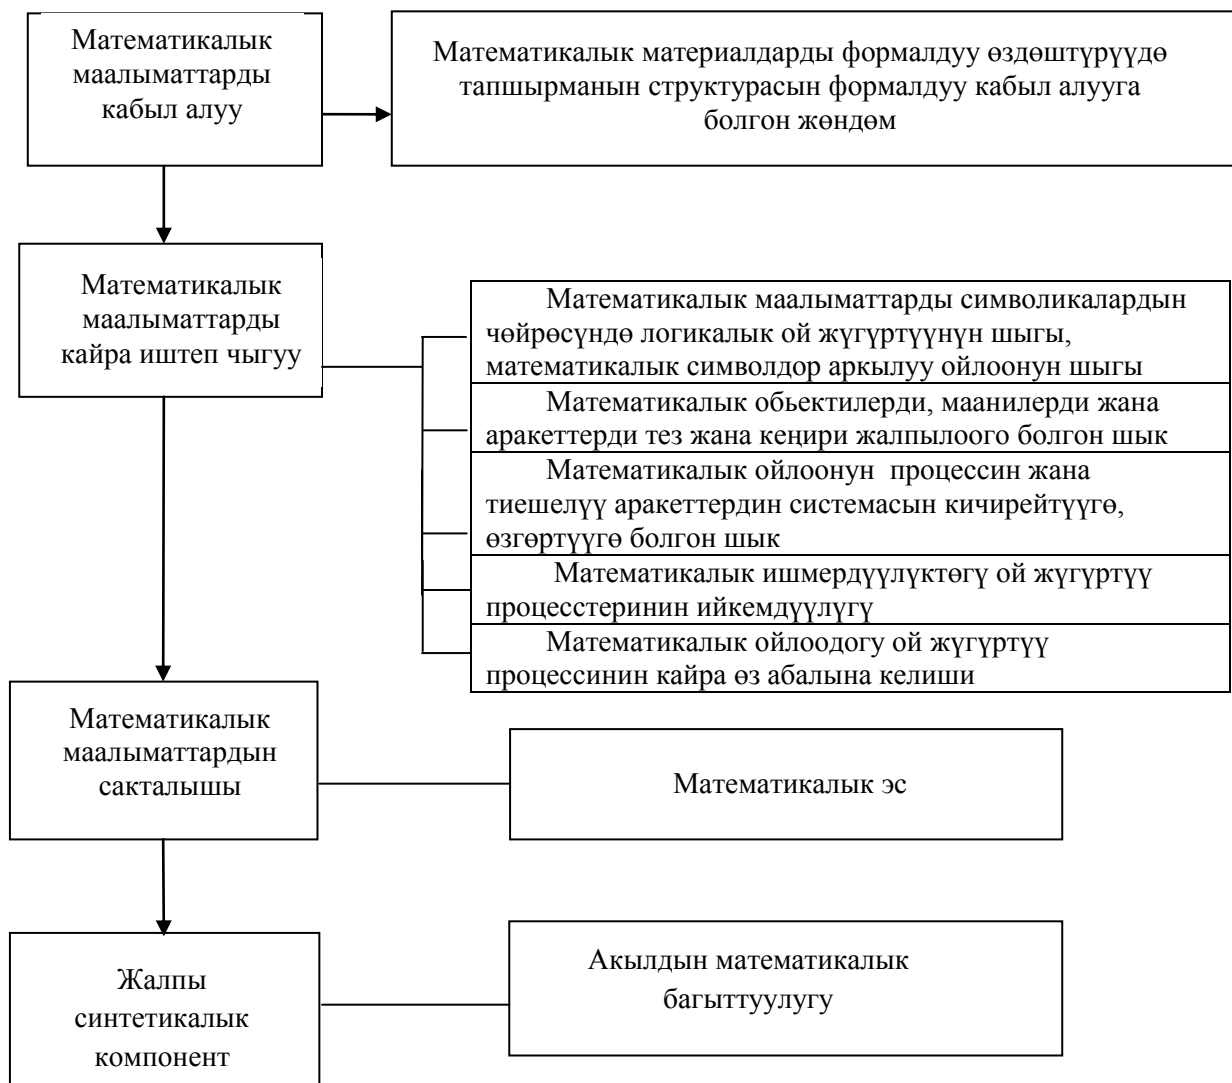 Математикалык
маалыматтарды
кабыл алуу
Математикалык материалдарды формалдуу өздөштүрүүдө
тапшырманын структурасын формалдуу кабыл алууга
болгон жөндөм
Математикалык
маалыматтарды
кайра иштеп чыгуу
Математикалык маалыматтарды символикалардын
чөйрөсүндө логикалык ой жүгүртүүнүн шыгы,
математикалык символдор аркылуу ойлоонун шыгы
Математикалык обьектилерди, маанилерди жана
аракеттерди тез жана кеңири жалпылоого болгон шык
Математикалык ойлоонун процессин жана
тиешелүү аракеттердин системасын кичирейтүүгө,
өзгөртүүгө болгон шык
Математикалык ишмердүүлүктөгү ой жүгүртүү
процесстеринин ийкемдүүлүгү
Математикалык ойлоодогу ой жүгүртүү
процессинин кайра өз абалына келиши
Математикалык
маалыматтардын
сакталышы
Математикалык эс
Жалпы
синтетикалык
компонент
Акылдын математикалык
багыттуулугу